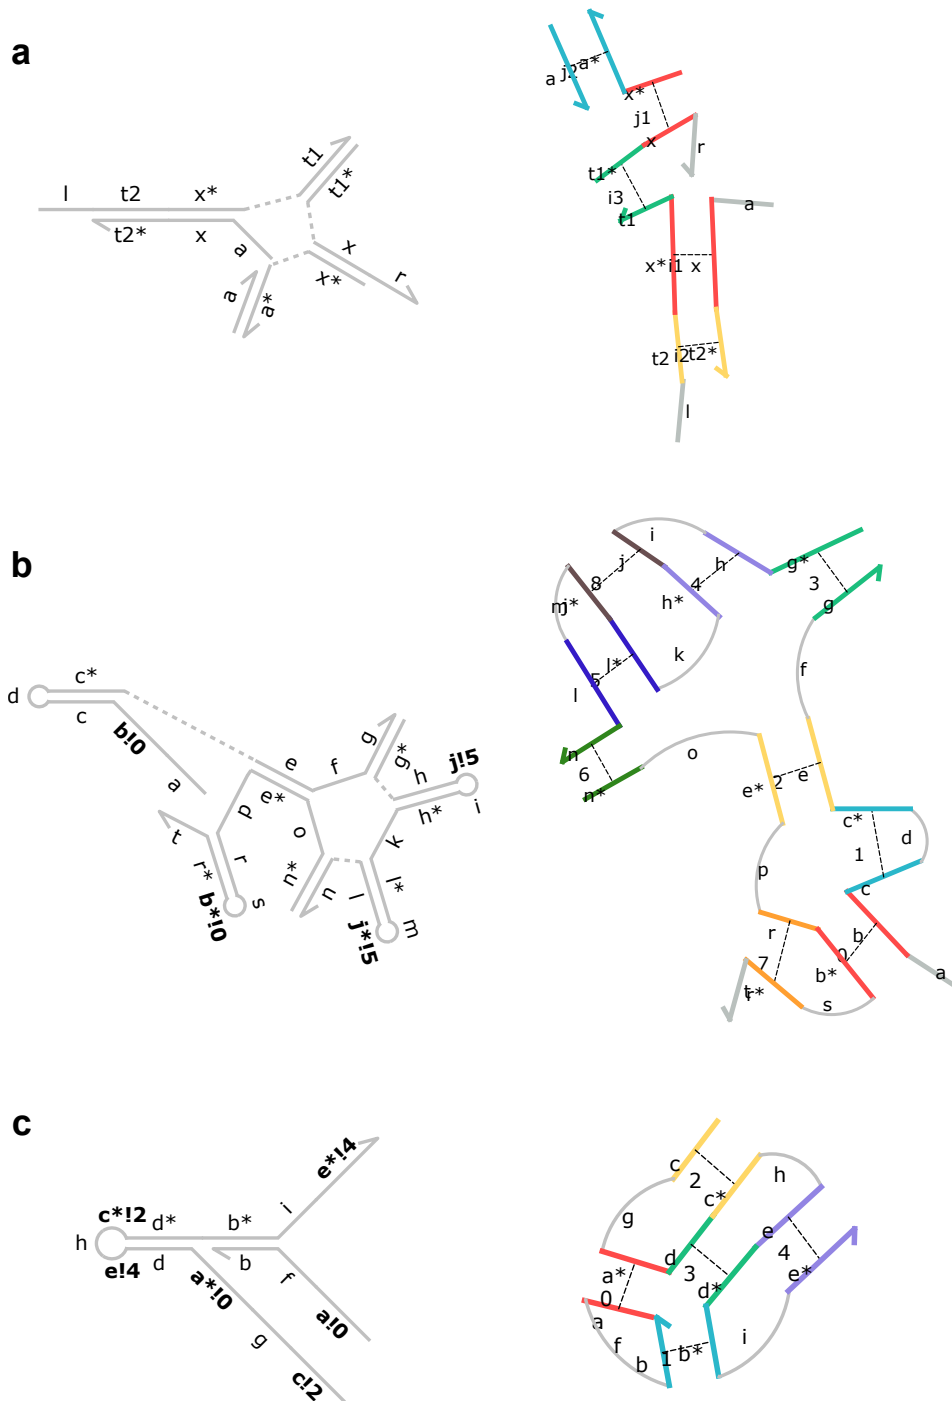 a
l t2 x* t1 t1*
t2* x a x r
a a* x*
a j2 a*
x*
j1
x r
t1*
i3
t1 a
x* i1 x
t2 i2 t2*
l
b
c*
d
c b!0
a
e f g g* h j!5
e* i
p o k h*
t r* r n* n l l* m
b*!0 s j*!5
i
j h g*
8 4 3
m j* h* g
l* k f
l 5
n o e
6 e* 2
n* c*
d
1
p c
r b
7 0
b* a
t r*
s
c
e*!4
c*!2
d* b* i
h
d b f
e!4
a*!0 a!0
g
c!2
c h
2
c*
g e
d 4
a* 3 e*
0 d*
a
f i
b 1 b*